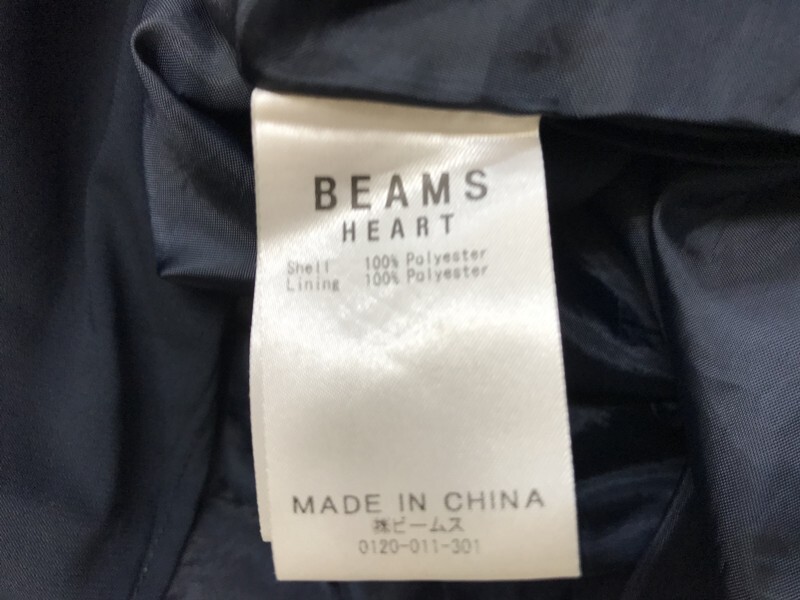 BEAMS
HEART
Shell 100% Polyester
Lining 100% Polyester
MADE IN CHINA
㈱ビームス
0120-011-301